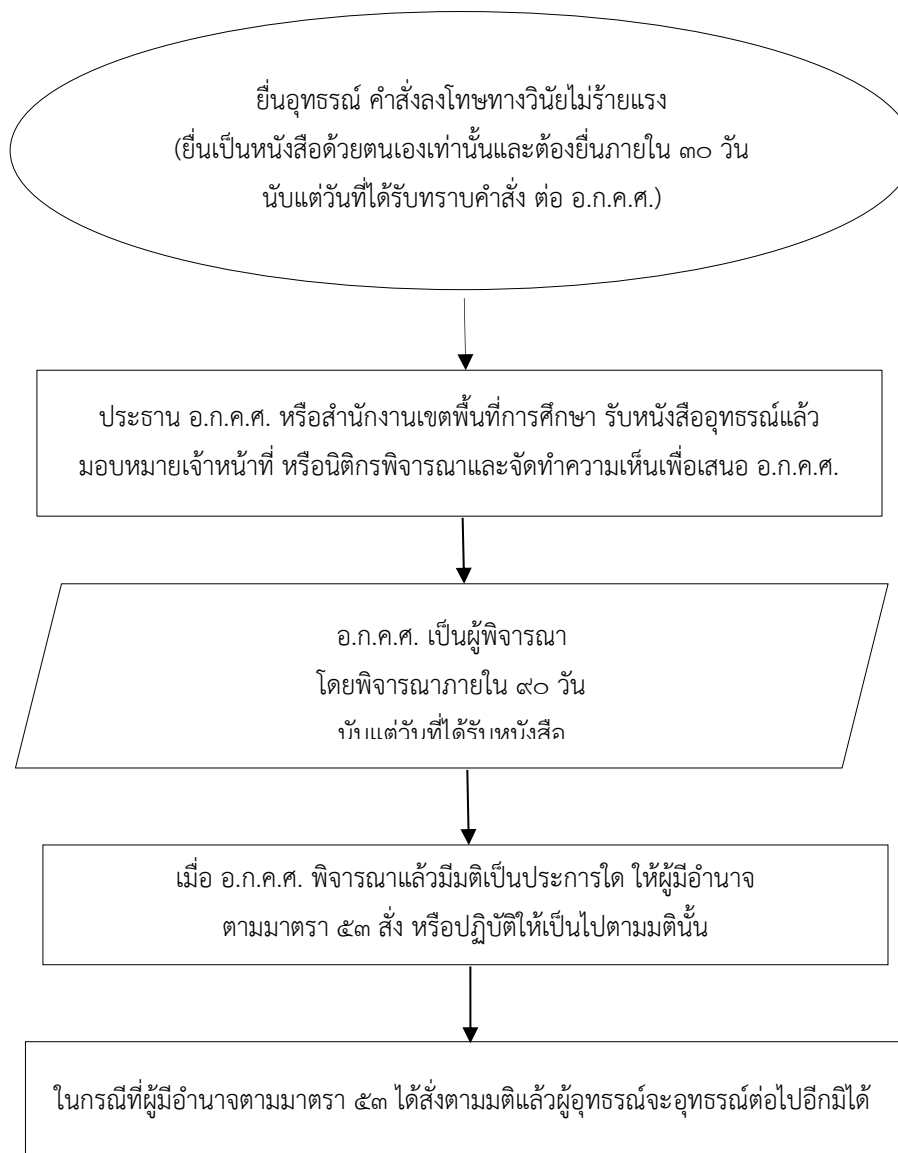 ยื่นอุทธรณ์ คำสั่งลงโทษทางวินัยไม่ร้ายแรง
(ยื่นเป็นหนังสือด้วยตนเองเท่านั้นและต้องยื่นภายใน ๓๐ วัน
นับแต่วันที่ได้รับทราบคำสั่ง ต่อ อ.ก.ค.ศ.)
ประธาน อ.ก.ค.ศ. หรือสำนักงานเขตพื้นที่การศึกษา รับหนังสืออุทธรณ์แล้ว
มอบหมายเจ้าหน้าที่ หรือนิติกรพิจารณาและจัดทำความเห็นเพื่อเสนอ อ.ก.ค.ศ.
อ.ก.ค.ศ. เป็นผู้พิจารณา
โดยพิจารณาภายใน ๙๐ วัน
นับแต่วันที่ได้รับหนังสือ
เมื่อ อ.ก.ค.ศ. พิจารณาแล้วมีมติเป็นประการใด ให้ผู้มีอำนาจ
ตามมาตรา ๕๓ สั่ง หรือปฏิบัติให้เป็นไปตามมตินั้น
ในกรณีที่ผู้มีอำนาจตามมาตรา ๕๓ ได้สั่งตามมติแล้วผู้อุทธรณ์จะอุทธรณ์ต่อไปอีกมิได้